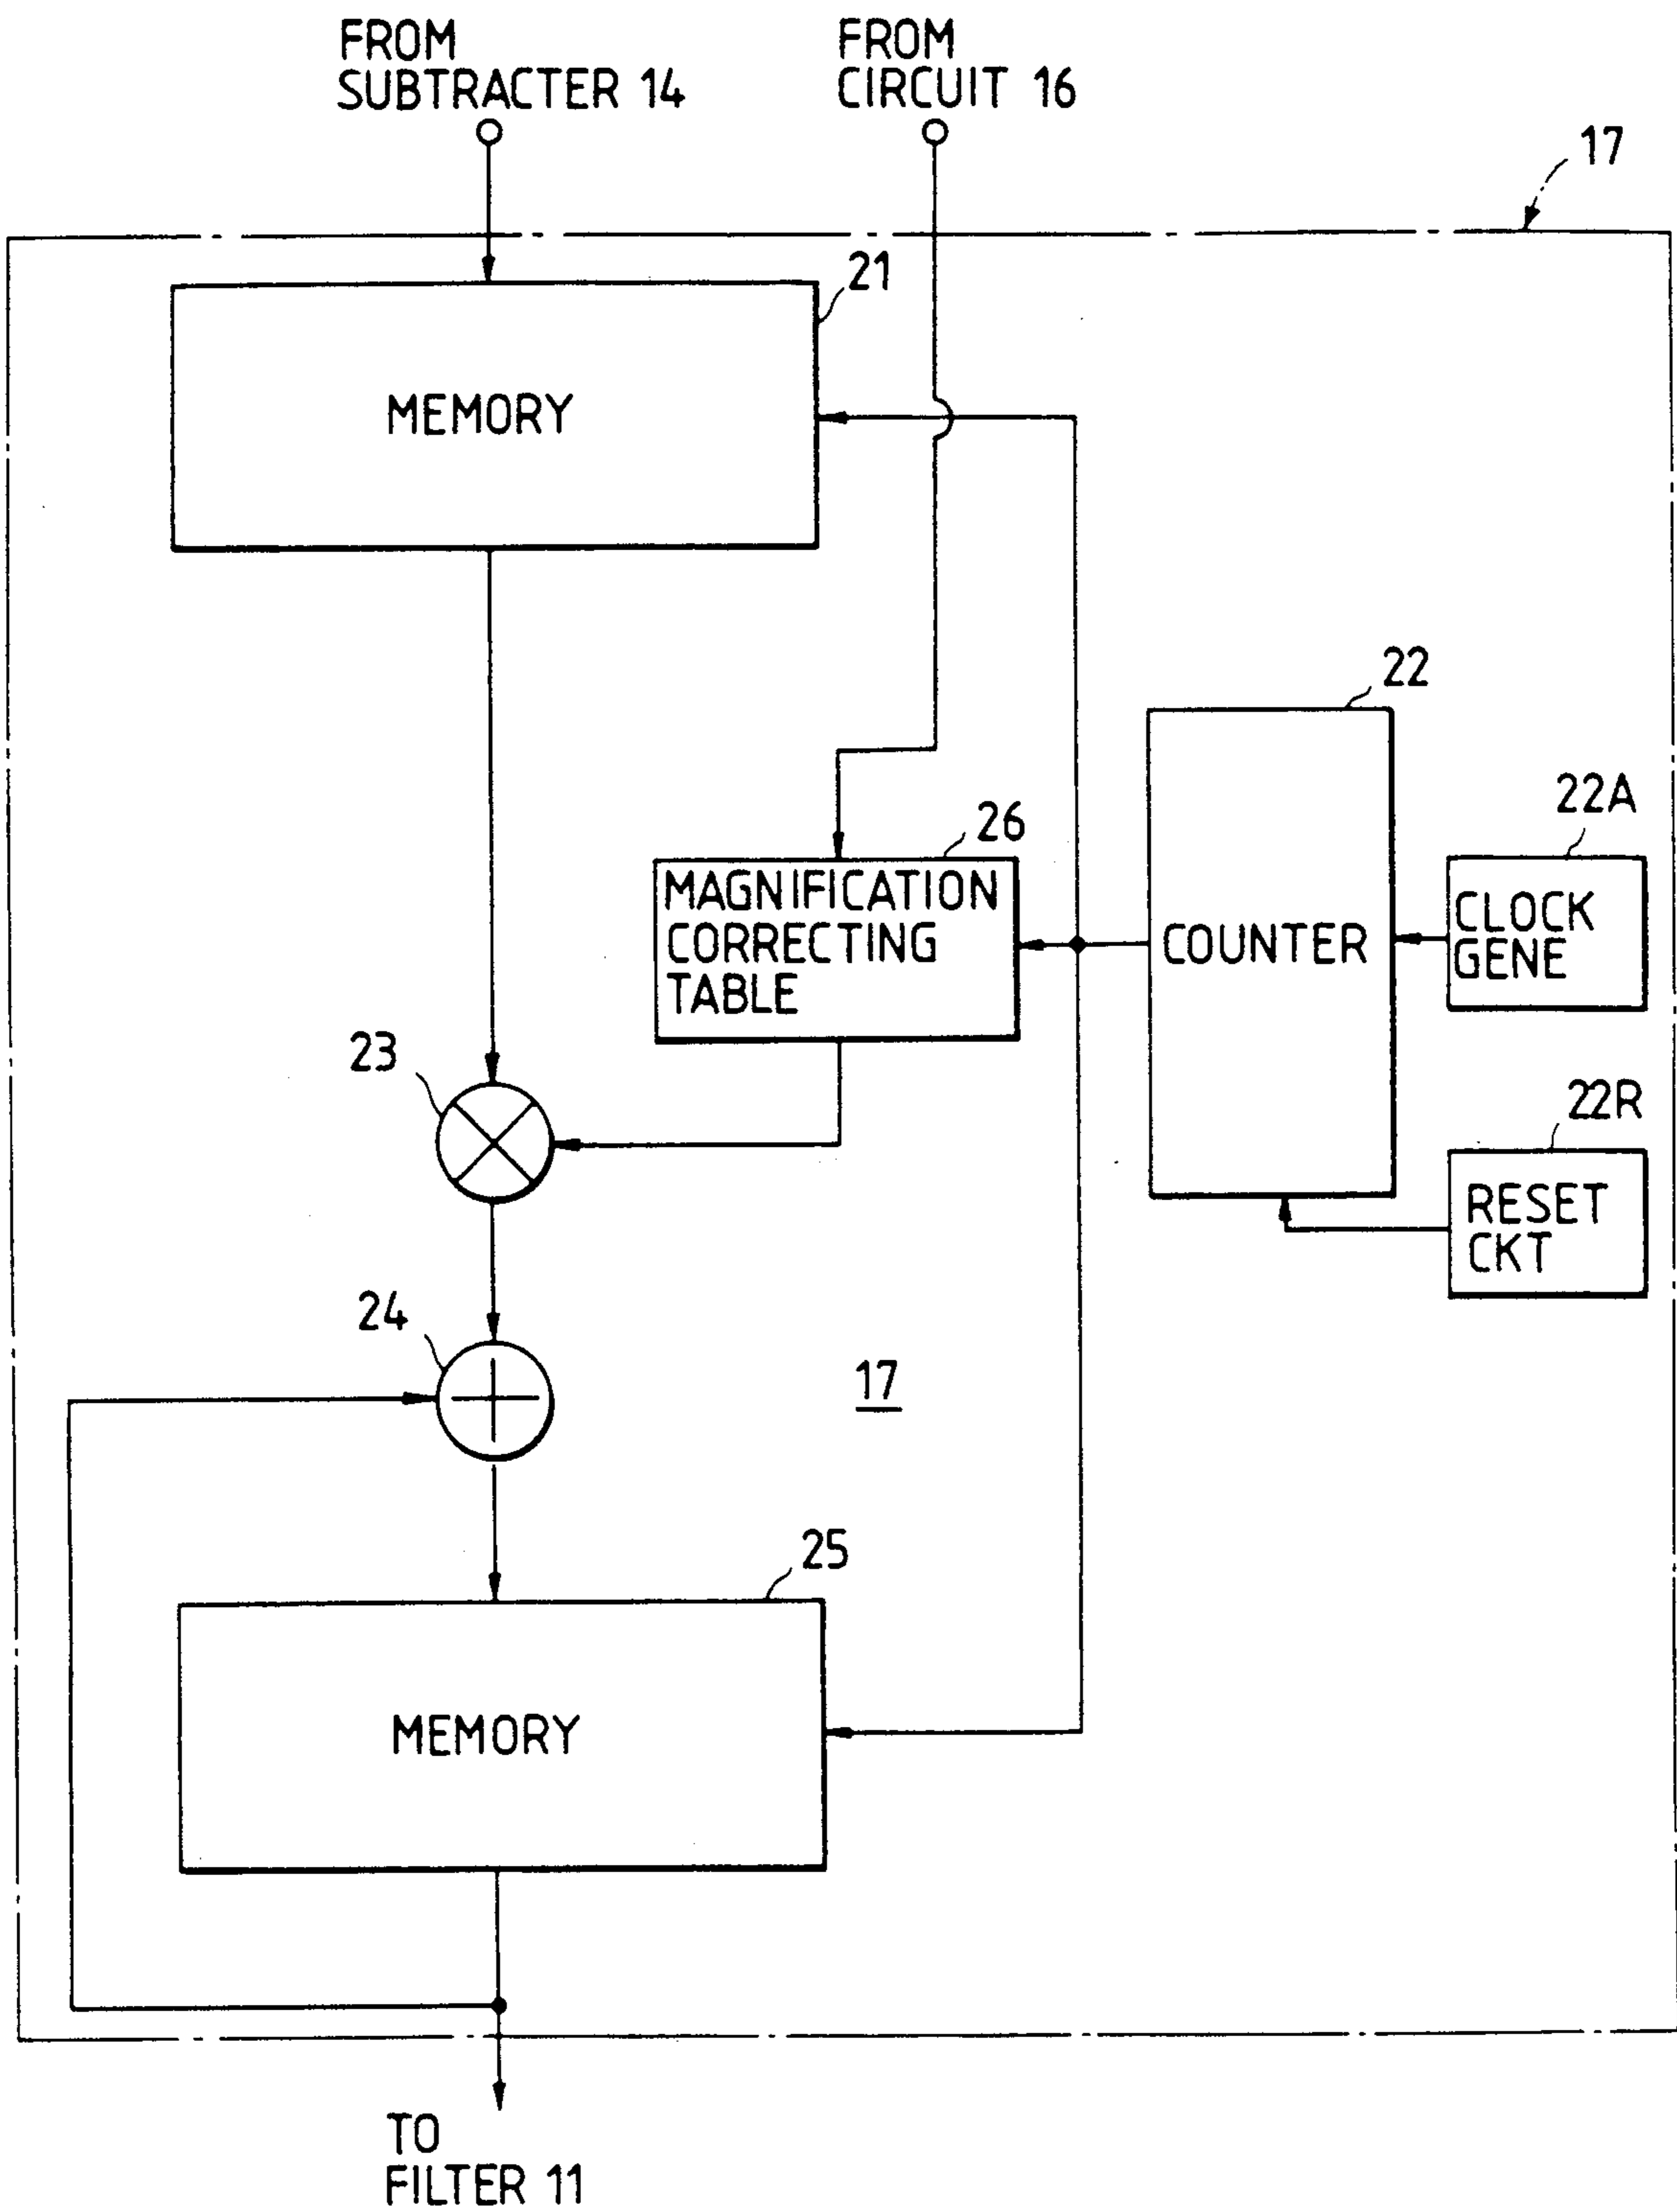 FROM
SUBTRACTER 14
FROM
CIRCUIT 16
17
21
MEMORY
22
22A
26
MAGNIFICATION
CORRECTING
TABLE
COUNTER
CLOCK
GENE
23
22R
RESET
CKT
24
17
25
MEMORY
TO
FILTER 11